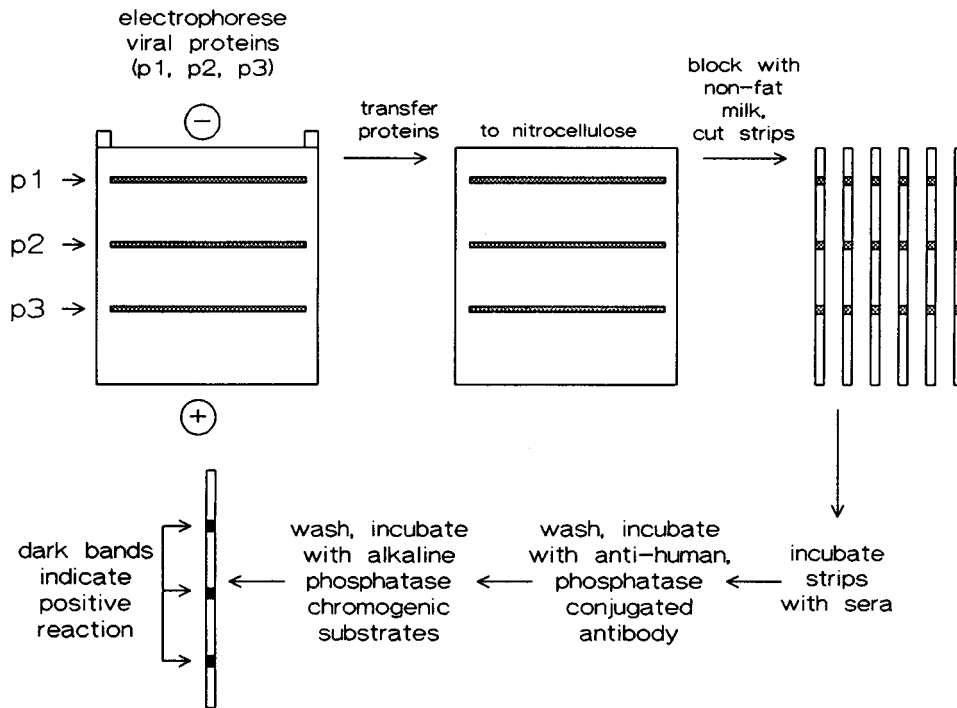 electrophorese
viral proteins
(p1, p2, p3)
−
transfer
proteins
to nitrocellulose
block with
non-fat
milk,
cut strips
p1
p2
p3
+
incubate
strips
with sera
wash, incubate
with anti-human,
phosphatase
conjugated
antibody
wash, incubate
with alkaline
phosphatase
chromogenic
substrates
dark bands
indicate
positive
reaction